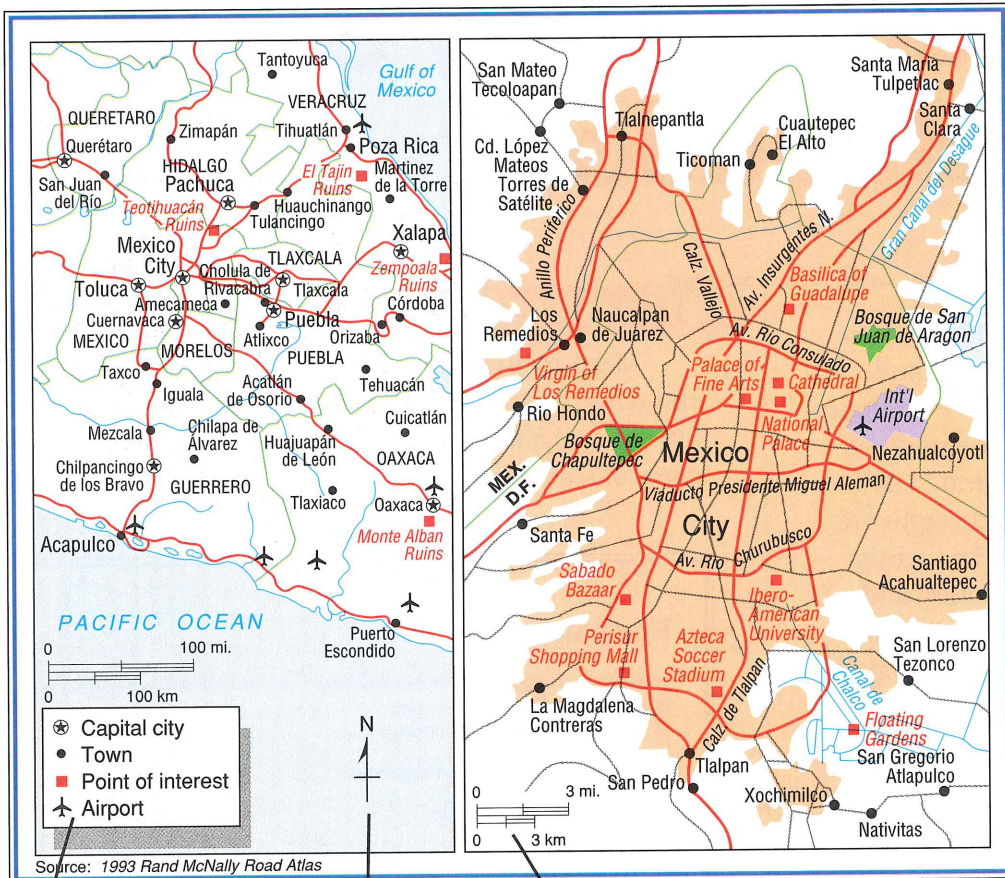 Tantoyuca
Gulf of
Mexico
VERACRUZ
QUERETARO
Tihuatlán
Zimapán
Querétaro
Poza Rica
HIDALGO
El Tajin
Ruins
Martinez
de la Torre
Pachuca
San Juan
del Río
Huauchinango
Teotihuacán
Ruins
Tulancingo
Xalapa
Mexico
City
TLAXCALA
Cholula de
Rivacabra
Zempoala
Ruins
Toluca
Tlaxcala
Amecameca
Córdoba
Cuernavaca
Puebla
MEXICO
Atlixco
Orizaba
MORELOS
PUEBLA
Taxco
Tehuacán
Iguala
Acatlán
de Osorio
Cuicatlán
Mezcala
Chilapa de
Álvarez
Huajuapán
de León
OAXACA
Chilpancingo
de los Bravo
GUERRERO
Tlaxiaco
Oaxaca
Acapulco
Monte Alban
Ruins
PACIFIC OCEAN
Puerto
Escondido
0 100 mi.
0 100 km
Capital city
Town
Point of interest
Airport
N
Source: 1993 Rand McNally Road Atlas
San Mateo
Tecoloapan
Santa Maria
Tulpetlac
Tlalnepantla
Cuautepec
El Alto
Santa
Clara
Cd. López
Mateos
Ticoman
Torres de
Satélite
Gran Canal del Desague
Anillo Periferico
Calz. Vallejo
Av. Insurgentes N.
Basilica of
Guadalupe
Los
Remedios
Naucalpan
de Juárez
Bosque de San
Juan de Aragon
Av. Rio Consulado
Virgin of
Los Remedios
Palace of
Fine Arts
Cathedral
Int'l
Airport
Rio Hondo
National
Palace
Bosque de
Chapultepec
Mexico
City
Nezahualcoyotl
MEX.
D.F.
Viaducto Presidente Miguel Aleman
Santa Fe
Av. Rio Churubusco
Sabado
Bazaar
Ibero-
American
University
Santiago
Acahualtepec
Perisur
Shopping Mall
Azteca
Soccer
Stadium
San Lorenzo
Tezonco
Canal de
Chalco
La Magdalena
Contreras
Calz. de Tlalpan
Floating
Gardens
Tlalpan
San Gregorio
Atlapulco
San Pedro
Xochimilco
Nativitas
0 3 mi.
0 3 km